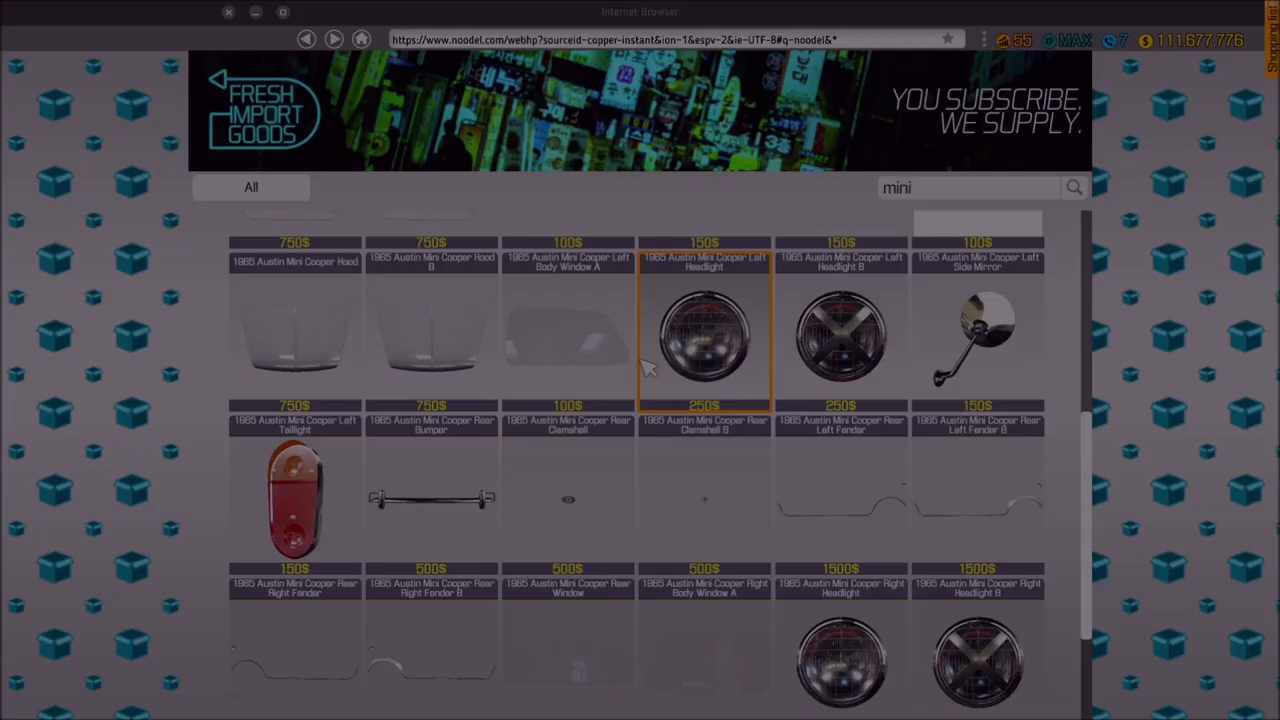 Internet Browser
https://www.noodel.com/webhp?sourceid-copper-instant&ion-1&espv-2&ie-UTF-8#q-noodel&*
55 MAX 7 111,677,776
Shopping list
FRESH
IMPORT
GOODS
YOU SUBSCRIBE.
WE SUPPLY.
All
mini
750$ 750$ 100$ 150$ 150$ 100$
1965 Austin Mini Cooper Hood
1965 Austin Mini Cooper Hood
B
1965 Austin Mini Cooper Left
Body Window A
1965 Austin Mini Cooper Left
Headlight
1965 Austin Mini Cooper Left
Headlight B
1965 Austin Mini Cooper Left
Side Mirror
750$ 750$ 100$ 250$ 250$ 150$
1965 Austin Mini Cooper Left
Taillight
1965 Austin Mini Cooper Rear
Bumper
1965 Austin Mini Cooper Rear
Clamshell
1965 Austin Mini Cooper Rear
Clamshell B
1965 Austin Mini Cooper Rear
Left Fender
1965 Austin Mini Cooper Rear
Left Fender B
150$ 500$ 500$ 500$ 1500$ 1500$
1965 Austin Mini Cooper Rear
Right Fender
1965 Austin Mini Cooper Rear
Right Fender B
1965 Austin Mini Cooper Rear
Window
1965 Austin Mini Cooper Right
Body Window A
1965 Austin Mini Cooper Right
Headlight
1965 Austin Mini Cooper Right
Headlight B